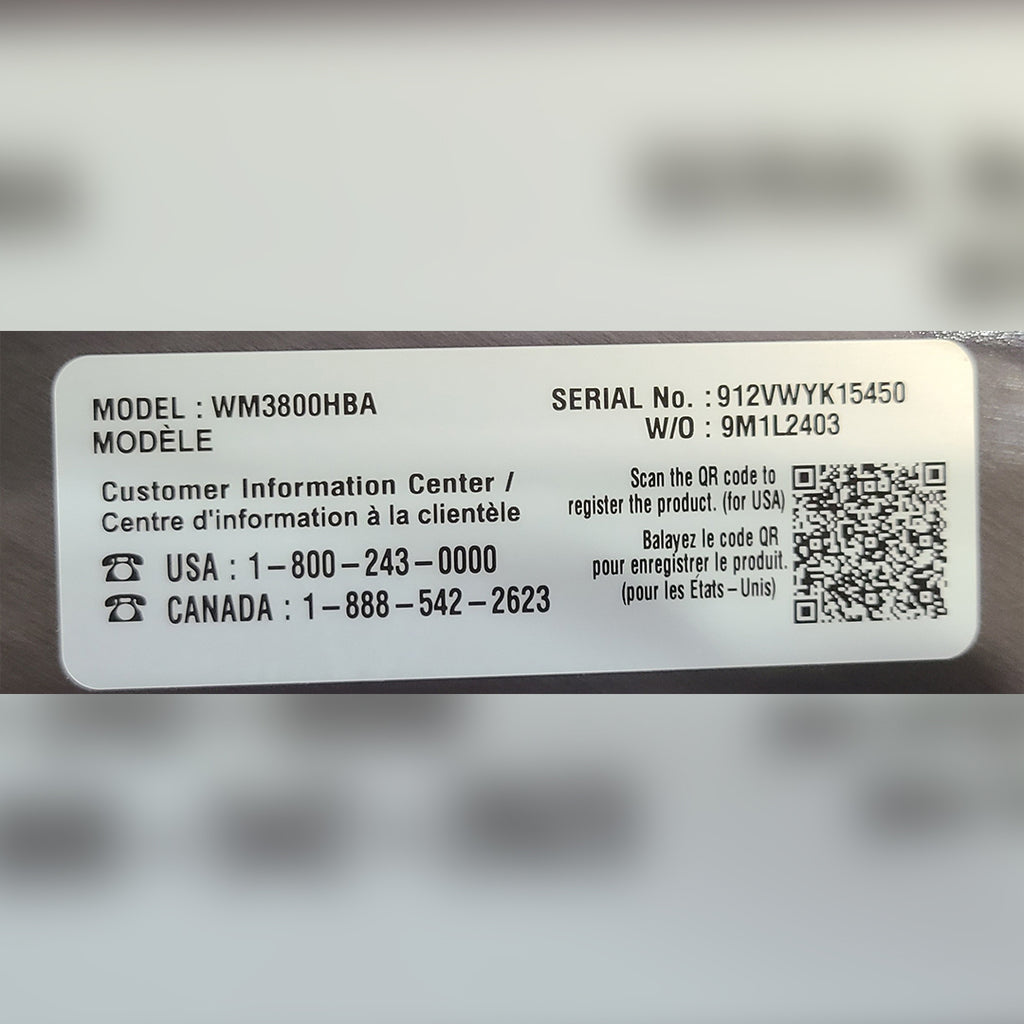 MODEL : WM3800HBA
MODÈLE
SERIAL No. : 912VWYK15450
W/O : 9M1L2403
Customer Information Center /
Centre d'information à la clientèle
☎ USA : 1–800–243–0000
☎ CANADA : 1–888–542–2623
Scan the QR code to
register the product. (for USA)
Balayez le code QR
pour enregistrer le produit.
(pour les États–Unis)